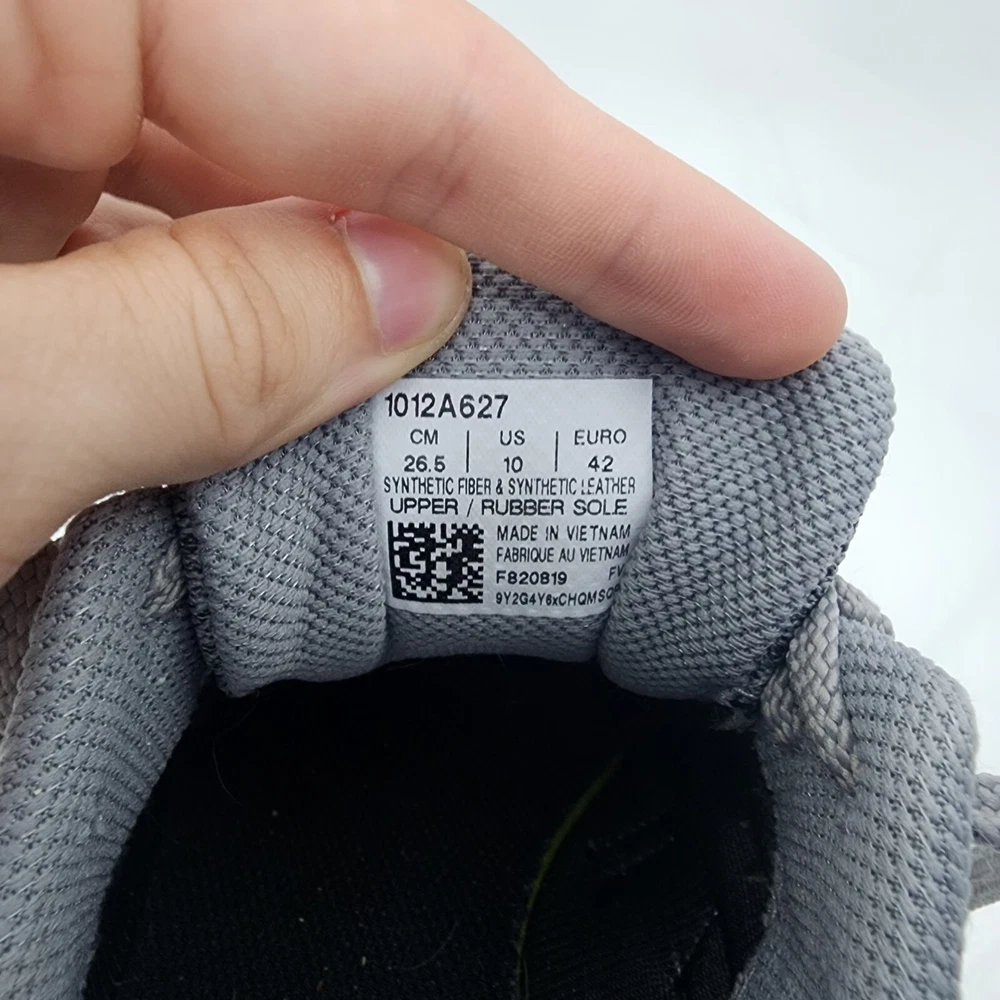 1012A627
CM | US | EURO
26.5 | 10 | 42
SYNTHETIC FIBER & SYNTHETIC LEATHER
UPPER / RUBBER SOLE
MADE IN VIETNAM
FABRIQUE AU VIETNAM
F820819